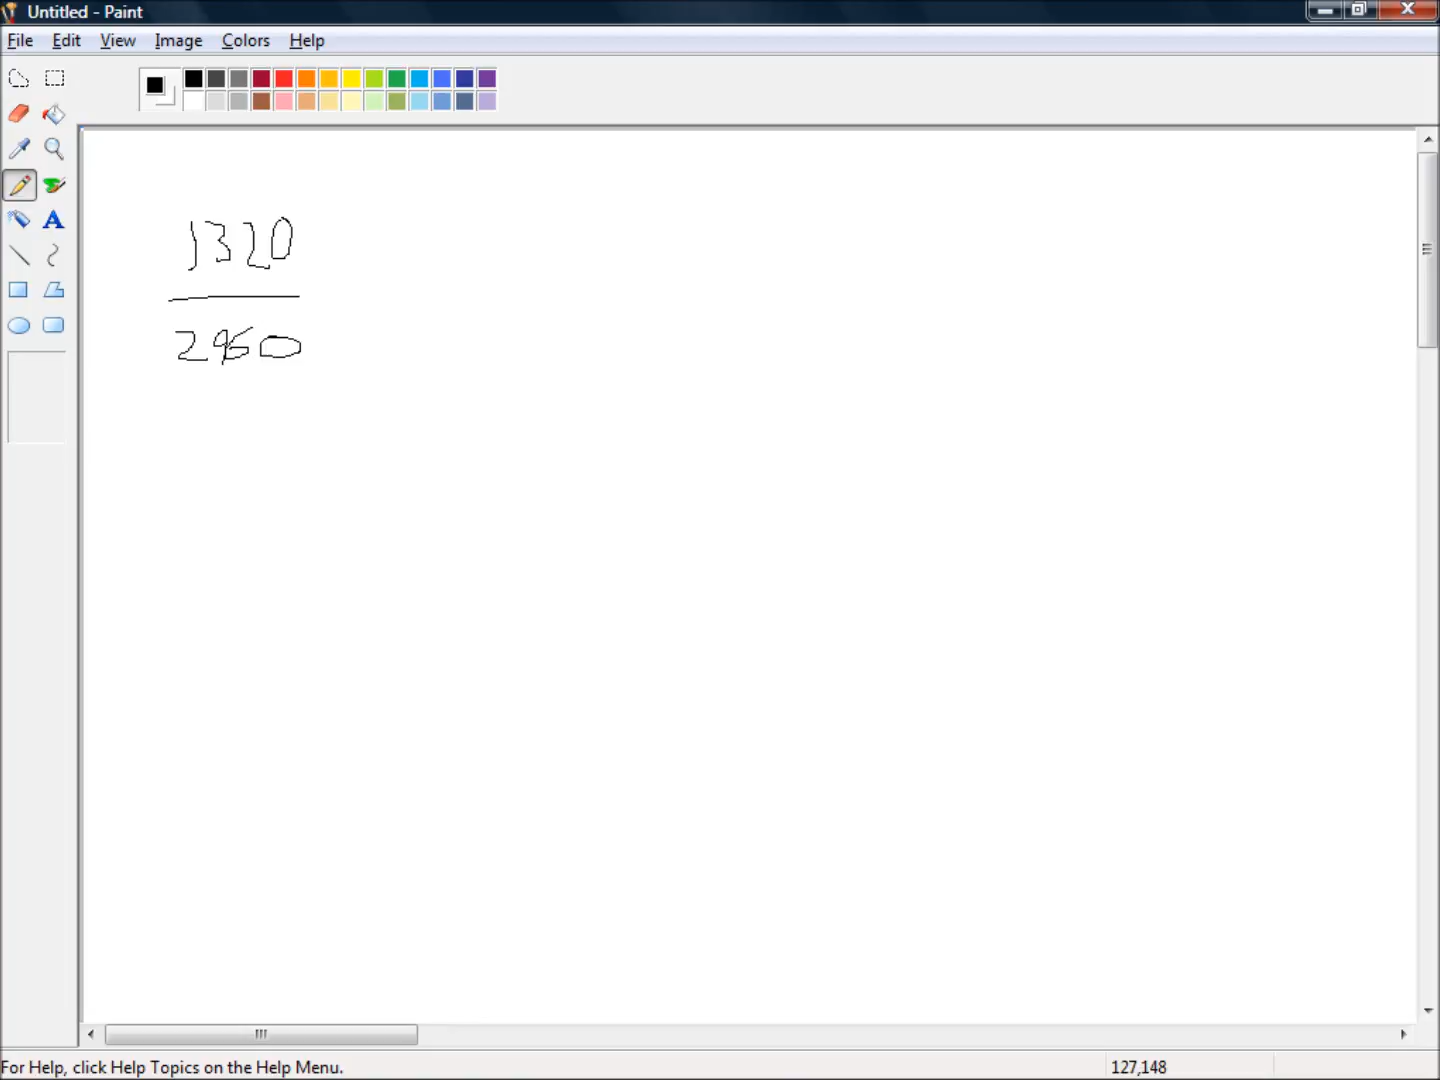 Untitled - Paint
File Edit View Image Colors Help
1320
2960
For Help, click Help Topics on the Help Menu.
127,148